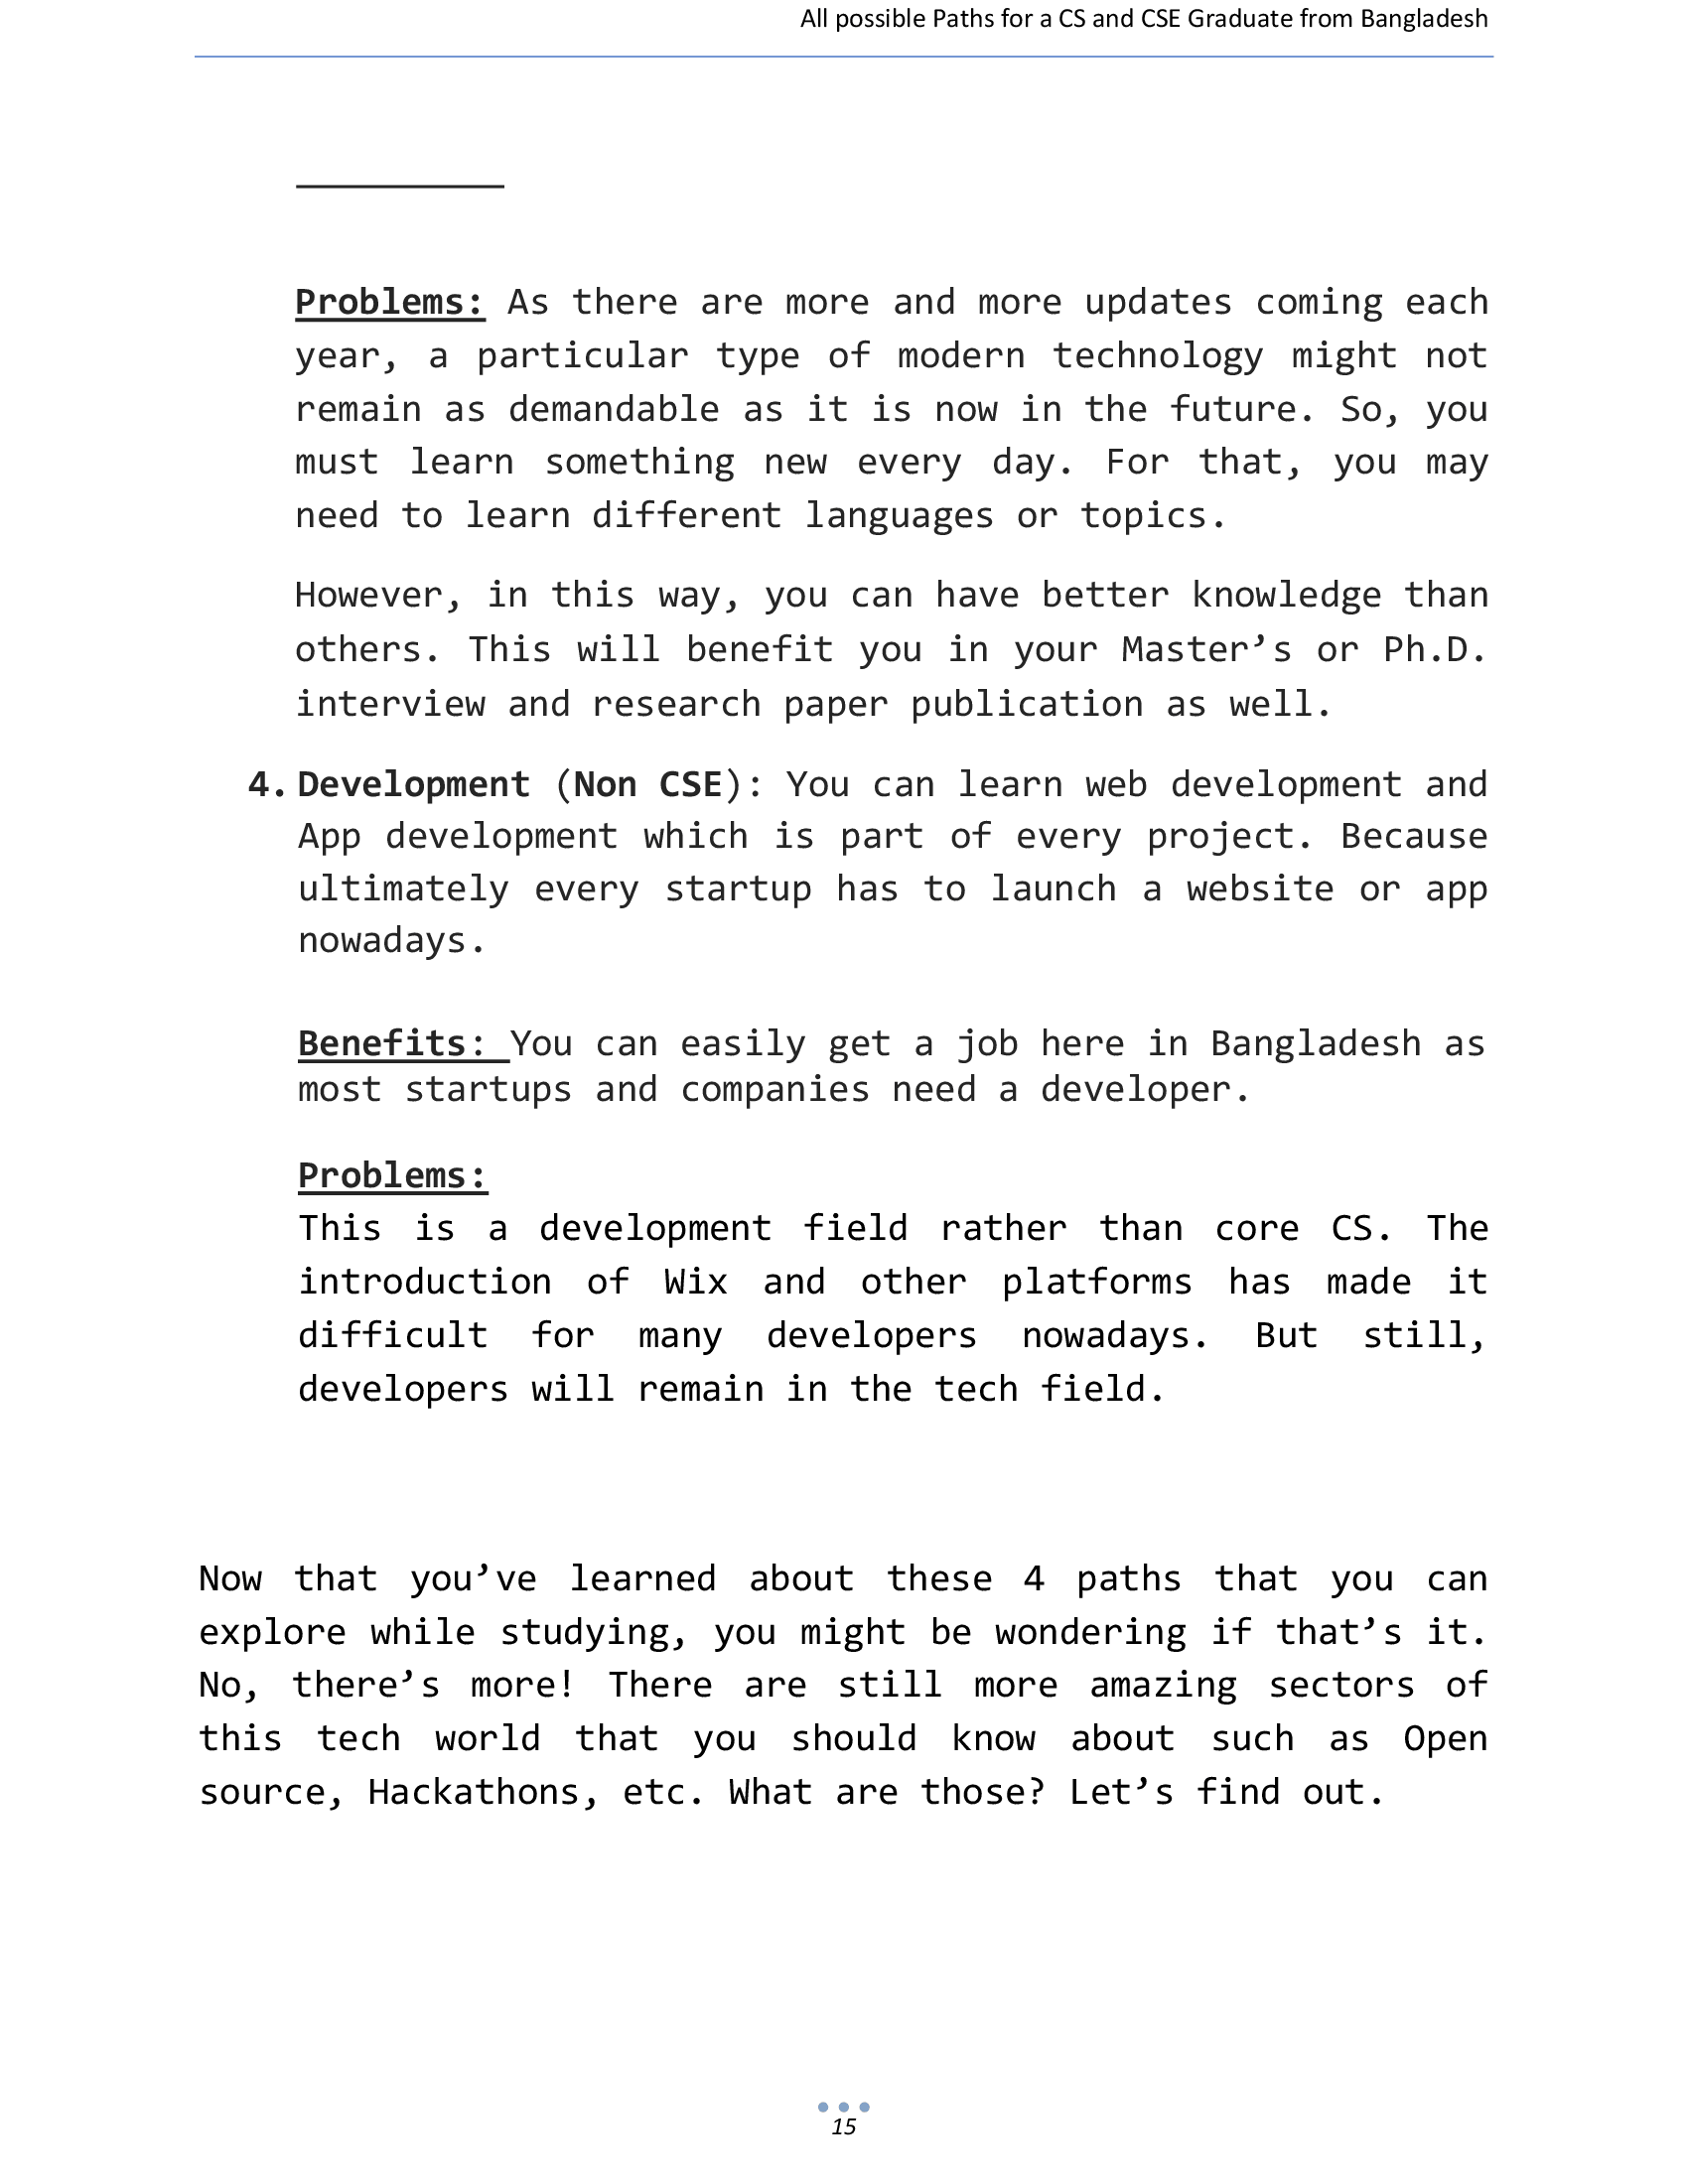 All possible Paths for a CS and CSE Graduate from Bangladesh
Problems: As there are more and more updates coming each
year, a particular type of modern technology might not
remain as demandable as it is now in the future. So, you
must learn something new every day. For that, you may
need to learn different languages or topics.
However, in this way, you can have better knowledge than
others. This will benefit you in your Master’s or Ph.D.
interview and research paper publication as well.
4. Development (Non CSE): You can learn web development and
App development which is part of every project. Because
ultimately every startup has to launch a website or app
nowadays.
Benefits: You can easily get a job here in Bangladesh as
most startups and companies need a developer.
Problems:
This is a development field rather than core CS. The
introduction of Wix and other platforms has made it
difficult for many developers nowadays. But still,
developers will remain in the tech field.
Now that you’ve learned about these 4 paths that you can
explore while studying, you might be wondering if that’s it.
No, there’s more! There are still more amazing sectors of
this tech world that you should know about such as Open
source, Hackathons, etc. What are those? Let’s find out.
15